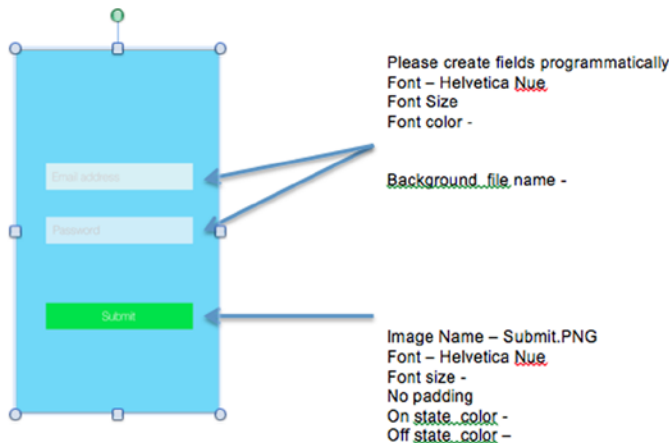 Please create fields programmatically
Font – Helvetica Nue
Font Size
Font color -
Email address
Background file name -
Password
Submit
Image Name – Submit.PNG
Font – Helvetica Nue
Font size -
No padding
On state color -
Off state color –